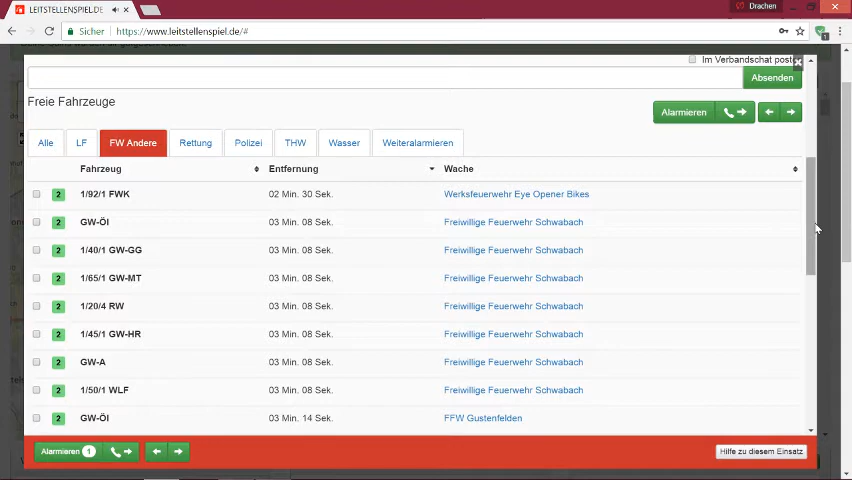 LEITSTELLENSPIEL.DE
Drachen
Sicher https://www.leitstellenspiel.de/#
Im Verbandschat poste
Absenden
Freie Fahrzeuge
Alarmieren
Alle LF FW Andere Rettung Polizei THW Wasser Weiteralarmieren
Fahrzeug Entfernung Wache
2 1/92/1 FWK 02 Min. 30 Sek. Werksfeuerwehr Eye Opener Bikes
2 GW-Öl 03 Min. 08 Sek. Freiwillige Feuerwehr Schwabach
2 1/40/1 GW-GG 03 Min. 08 Sek. Freiwillige Feuerwehr Schwabach
2 1/65/1 GW-MT 03 Min. 08 Sek. Freiwillige Feuerwehr Schwabach
2 1/20/4 RW 03 Min. 08 Sek. Freiwillige Feuerwehr Schwabach
2 1/45/1 GW-HR 03 Min. 08 Sek. Freiwillige Feuerwehr Schwabach
2 GW-A 03 Min. 08 Sek. Freiwillige Feuerwehr Schwabach
2 1/50/1 WLF 03 Min. 08 Sek. Freiwillige Feuerwehr Schwabach
2 GW-Öl 03 Min. 14 Sek. FFW Gustenfelden
Alarmieren 1
Hilfe zu diesem Einsatz